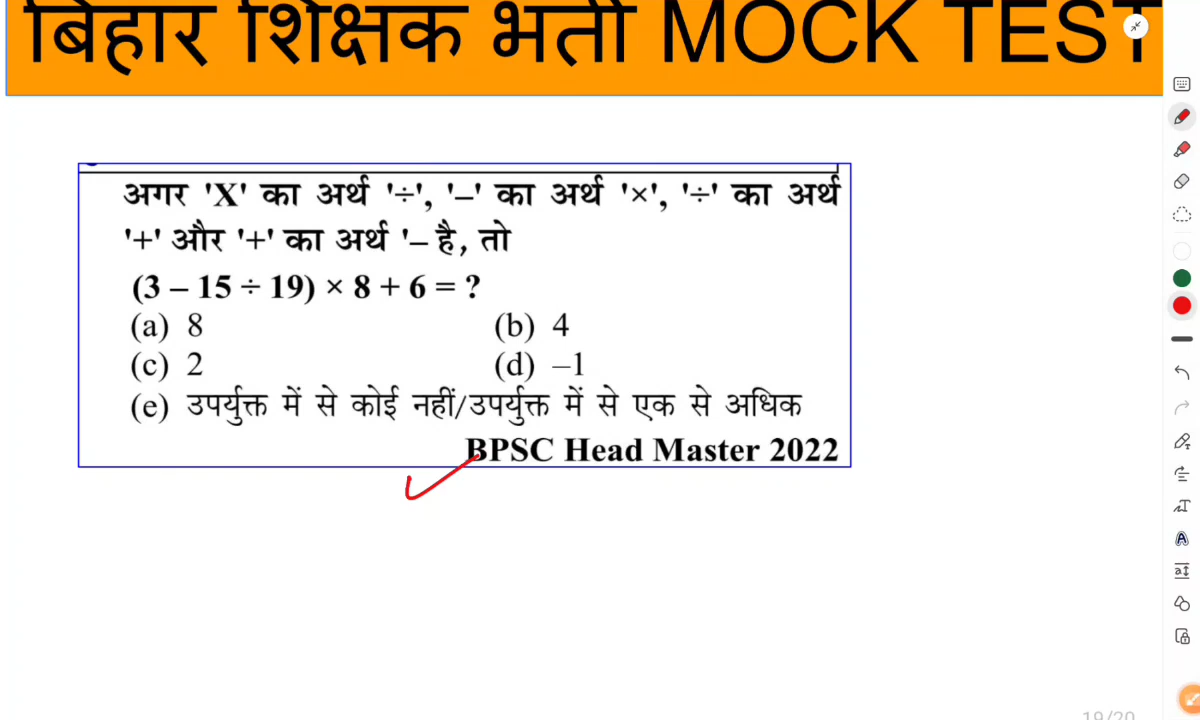 बिहार शिक्षक भर्ती MOCK TEST
अगर 'X' का अर्थ '÷', '–' का अर्थ '×', '÷' का अर्थ
'+' और '+' का अर्थ '– है, तो
(3 – 15 ÷ 19) × 8 + 6 = ?
(a) 8 (b) 4
(c) 2 (d) –1
(e) उपर्युक्त में से कोई नहीं/उपर्युक्त में से एक से अधिक
BPSC Head Master 2022
19/20